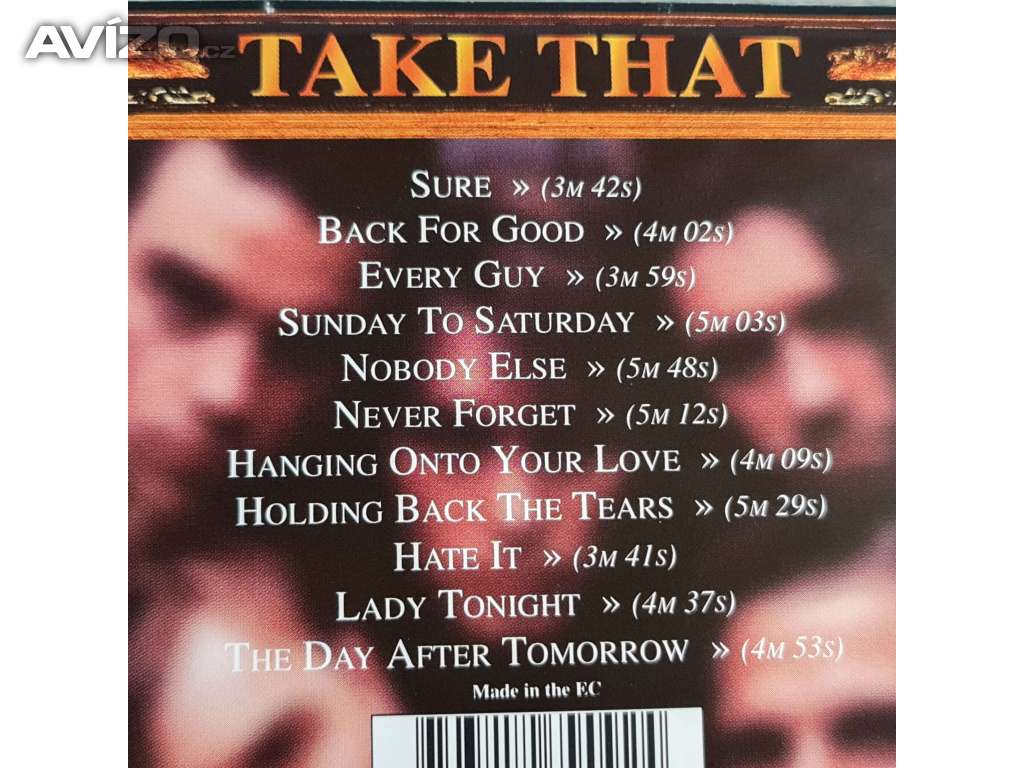 AVÍZO.cz
TAKE THAT
SURE » (3M 42S)
BACK FOR GOOD » (4M 02S)
EVERY GUY » (3M 59S)
SUNDAY TO SATURDAY » (5M 03S)
NOBODY ELSE » (5M 48S)
NEVER FORGET » (5M 12S)
HANGING ONTO YOUR LOVE » (4M 09S)
HOLDING BACK THE TEARS » (5M 29S)
HATE IT » (3M 41S)
LADY TONIGHT » (4M 37S)
THE DAY AFTER TOMORROW » (4M 53S)
Made in the EC